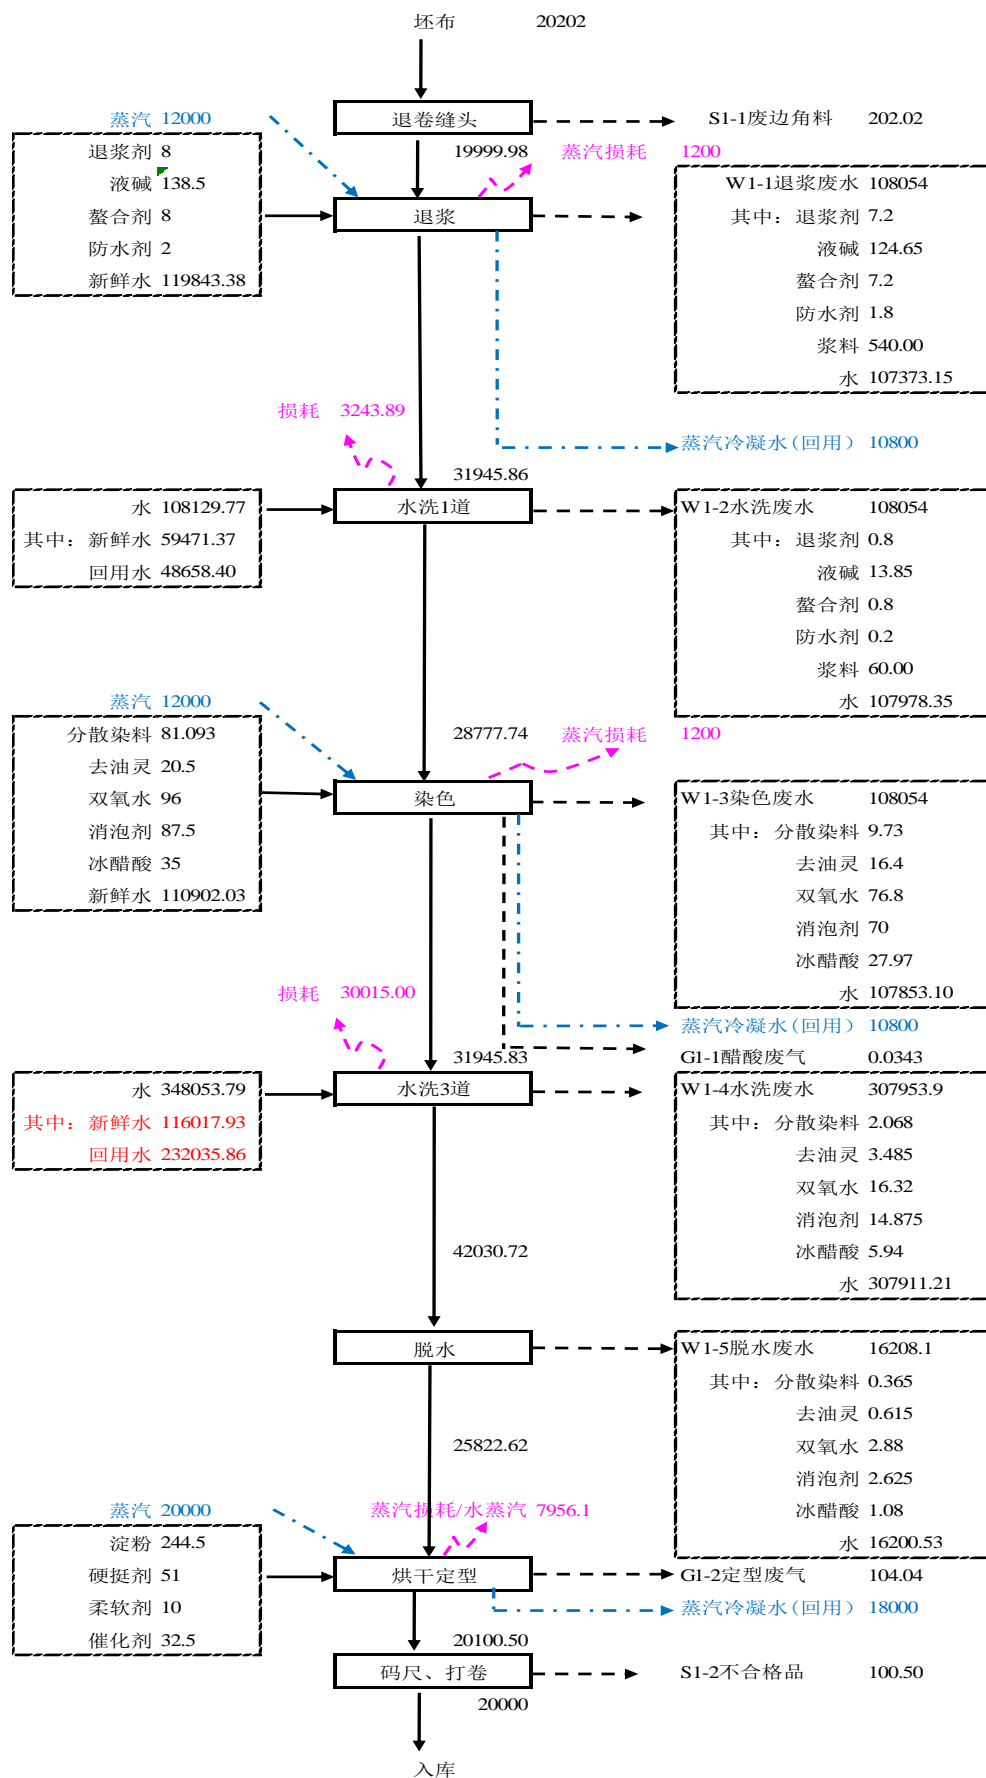 坯布 20202
退卷缝头 S1-1废边角料 202.02
蒸汽 12000
19999.98 蒸汽损耗 1200
退浆剂 8
液碱 138.5
螯合剂 8
防水剂 2
新鲜水 119843.38
退浆
W1-1退浆废水 108054
其中：退浆剂 7.2
液碱 124.65
螯合剂 7.2
防水剂 1.8
浆料 540.00
水 107373.15
损耗 3243.89
蒸汽冷凝水（回用） 10800
31945.86
水 108129.77
其中：新鲜水 59471.37
回用水 48658.40
水洗1道
W1-2水洗废水 108054
其中：退浆剂 0.8
液碱 13.85
螯合剂 0.8
防水剂 0.2
浆料 60.00
水 107978.35
蒸汽 12000
28777.74 蒸汽损耗 1200
分散染料 81.093
去油灵 20.5
双氧水 96
消泡剂 87.5
冰醋酸 35
新鲜水 110902.03
染色
W1-3染色废水 108054
其中：分散染料 9.73
去油灵 16.4
双氧水 76.8
消泡剂 70
冰醋酸 27.97
水 107853.10
损耗 30015.00
蒸汽冷凝水（回用） 10800
31945.83 G1-1醋酸废气 0.0343
水 348053.79
其中：新鲜水 116017.93
回用水 232035.86
水洗3道
W1-4水洗废水 307953.9
其中：分散染料 2.068
去油灵 3.485
双氧水 16.32
消泡剂 14.875
冰醋酸 5.94
水 307911.21
42030.72
脱水
W1-5脱水废水 16208.1
其中：分散染料 0.365
去油灵 0.615
双氧水 2.88
消泡剂 2.625
冰醋酸 1.08
水 16200.53
25822.62
蒸汽 20000
蒸汽损耗/水蒸汽 7956.1
淀粉 244.5
硬挺剂 51
柔软剂 10
催化剂 32.5
烘干定型 G1-2定型废气 104.04
蒸汽冷凝水（回用） 18000
20100.50
码尺、打卷 S1-2不合格品 100.50
20000
入库